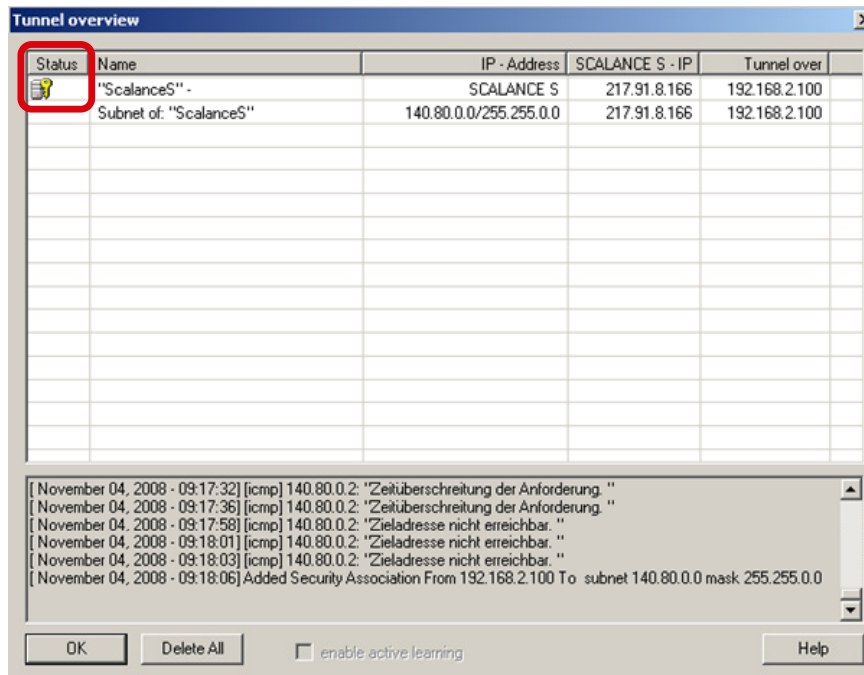 Tunnel overview
Status Name IP - Address SCALANCE S - IP Tunnel over
"ScalanceS" - SCALANCE S 217.91.8.166 192.168.2.100
Subnet of: "ScalanceS" 140.80.0.0/255.255.0.0 217.91.8.166 192.168.2.100
[ November 04, 2008 - 09:17:32] [icmp] 140.80.0.2: "Zeitüberschreitung der Anforderung. "
[ November 04, 2008 - 09:17:36] [icmp] 140.80.0.2: "Zeitüberschreitung der Anforderung. "
[ November 04, 2008 - 09:17:58] [icmp] 140.80.0.2: "Zieladresse nicht erreichbar. "
[ November 04, 2008 - 09:18:01] [icmp] 140.80.0.2: "Zieladresse nicht erreichbar. "
[ November 04, 2008 - 09:18:03] [icmp] 140.80.0.2: "Zieladresse nicht erreichbar. "
[ November 04, 2008 - 09:18:06] Added Security Association From 192.168.2.100 To subnet 140.80.0.0 mask 255.255.0.0
OK Delete All enable active learning Help